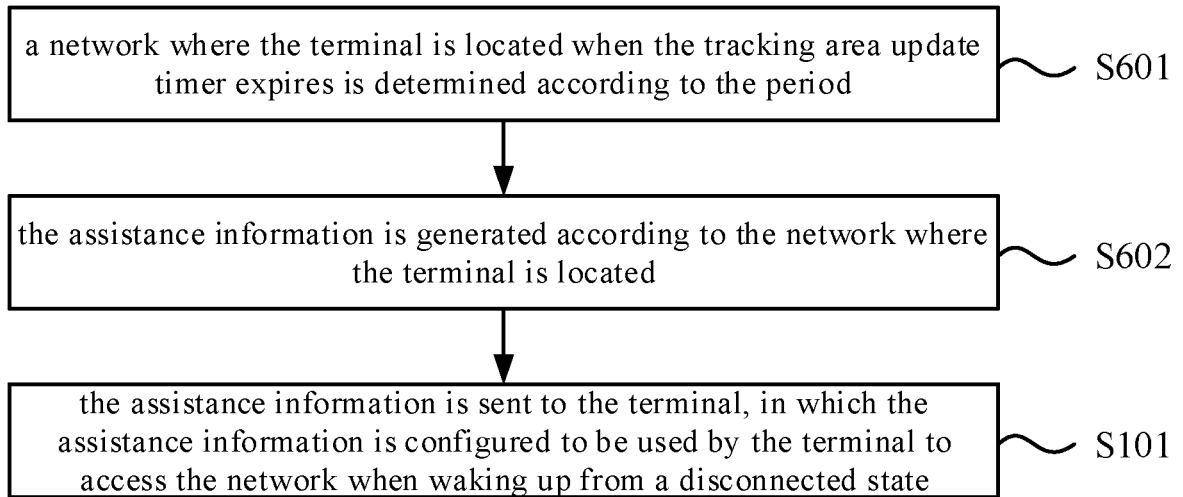 a network where the terminal is located when the tracking area update
timer expires is determined according to the period
S601
the assistance information is generated according to the network where
the terminal is located
S602
the assistance information is sent to the terminal, in which the
assistance information is configured to be used by the terminal to
access the network when waking up from a disconnected state
S101